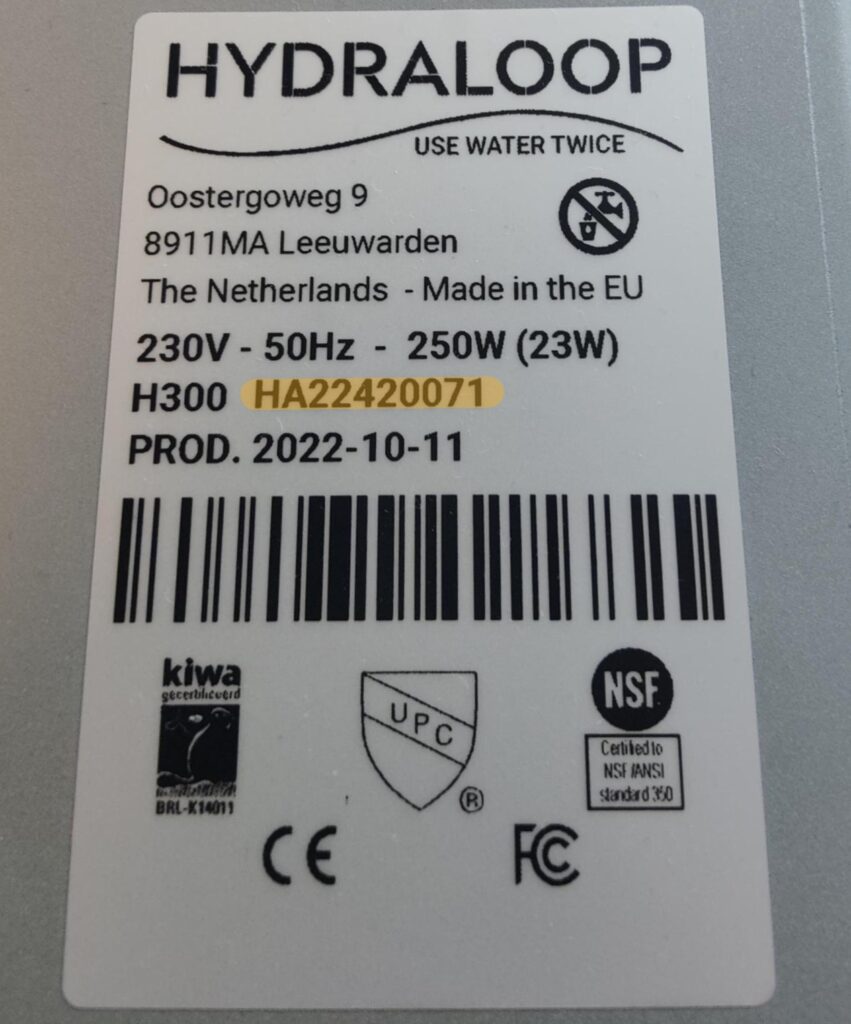 HYDRALOOP
USE WATER TWICE
Oostergoweg 9
8911MA Leeuwarden
The Netherlands - Made in the EU
230V - 50Hz - 250W (23W)
H300 HA22420071
PROD. 2022-10-11
kiwa
gecertificeerd
BRL-K14011
UPC
®
NSF
Certified to
NSF/ANSI
standard 350
CE
FC